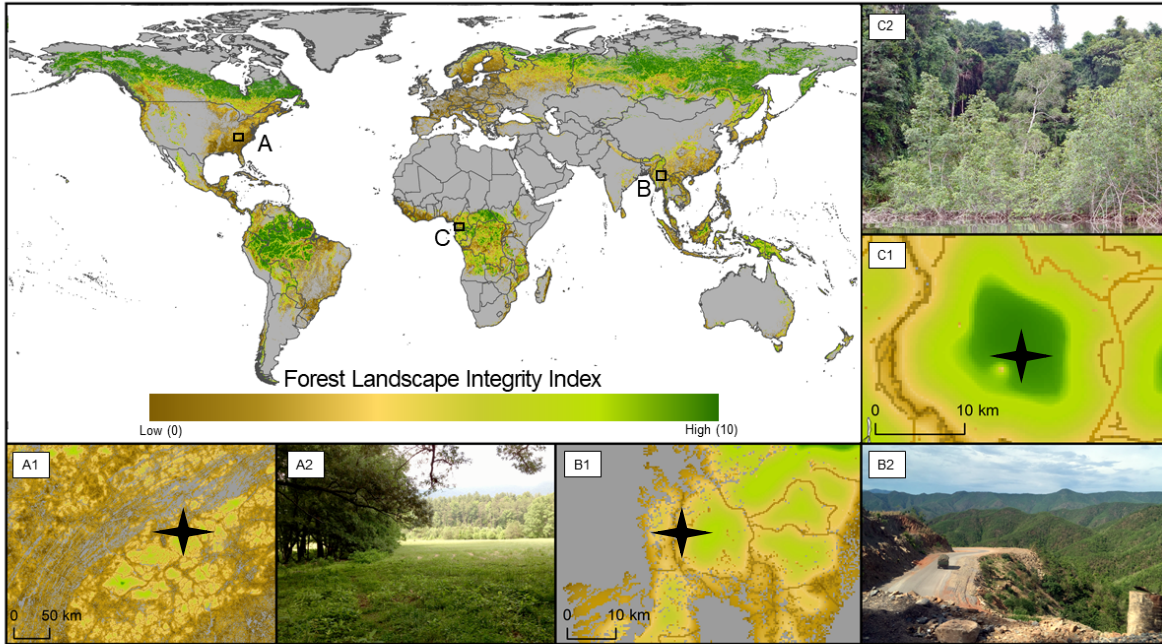 A
B
C
Forest Landscape Integrity Index
Low (0)
High (10)
C2
C1
0 10 km
A1
0 50 km
A2
B1
0 10 km
B2